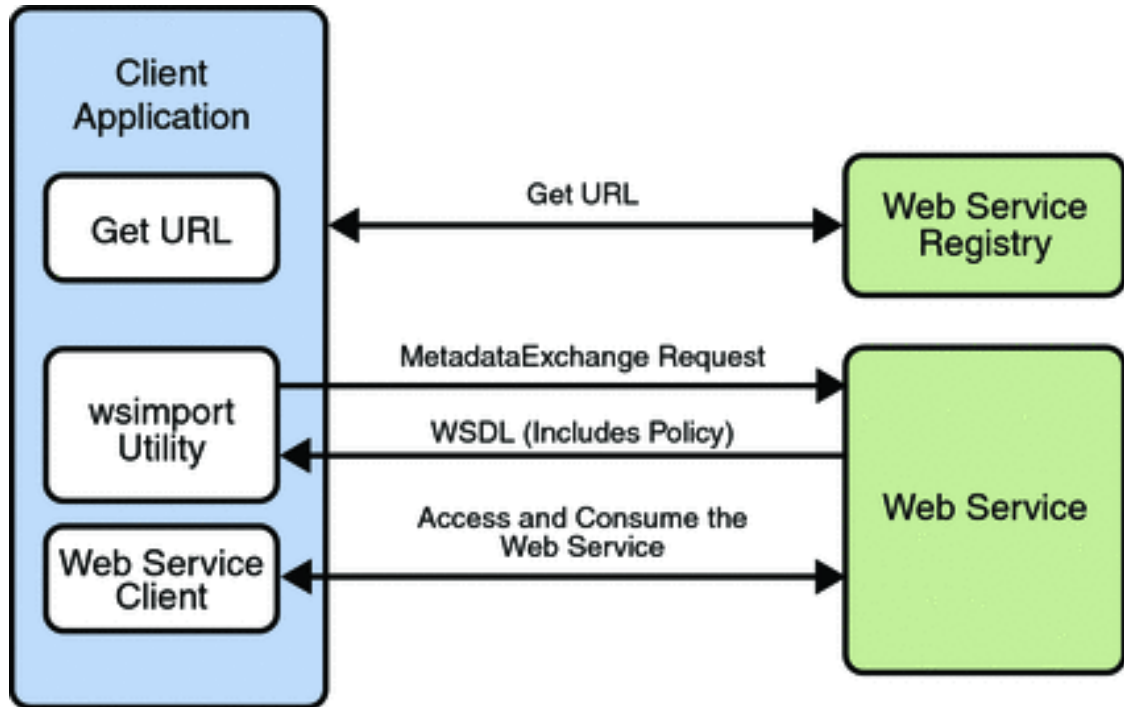 Client
Application
Get URL
Get URL
Web Service
Registry
MetadataExchange Request
wsimport
Utility
WSDL (Includes Policy)
Web Service
Access and Consume the
Web Service
Web Service
Client